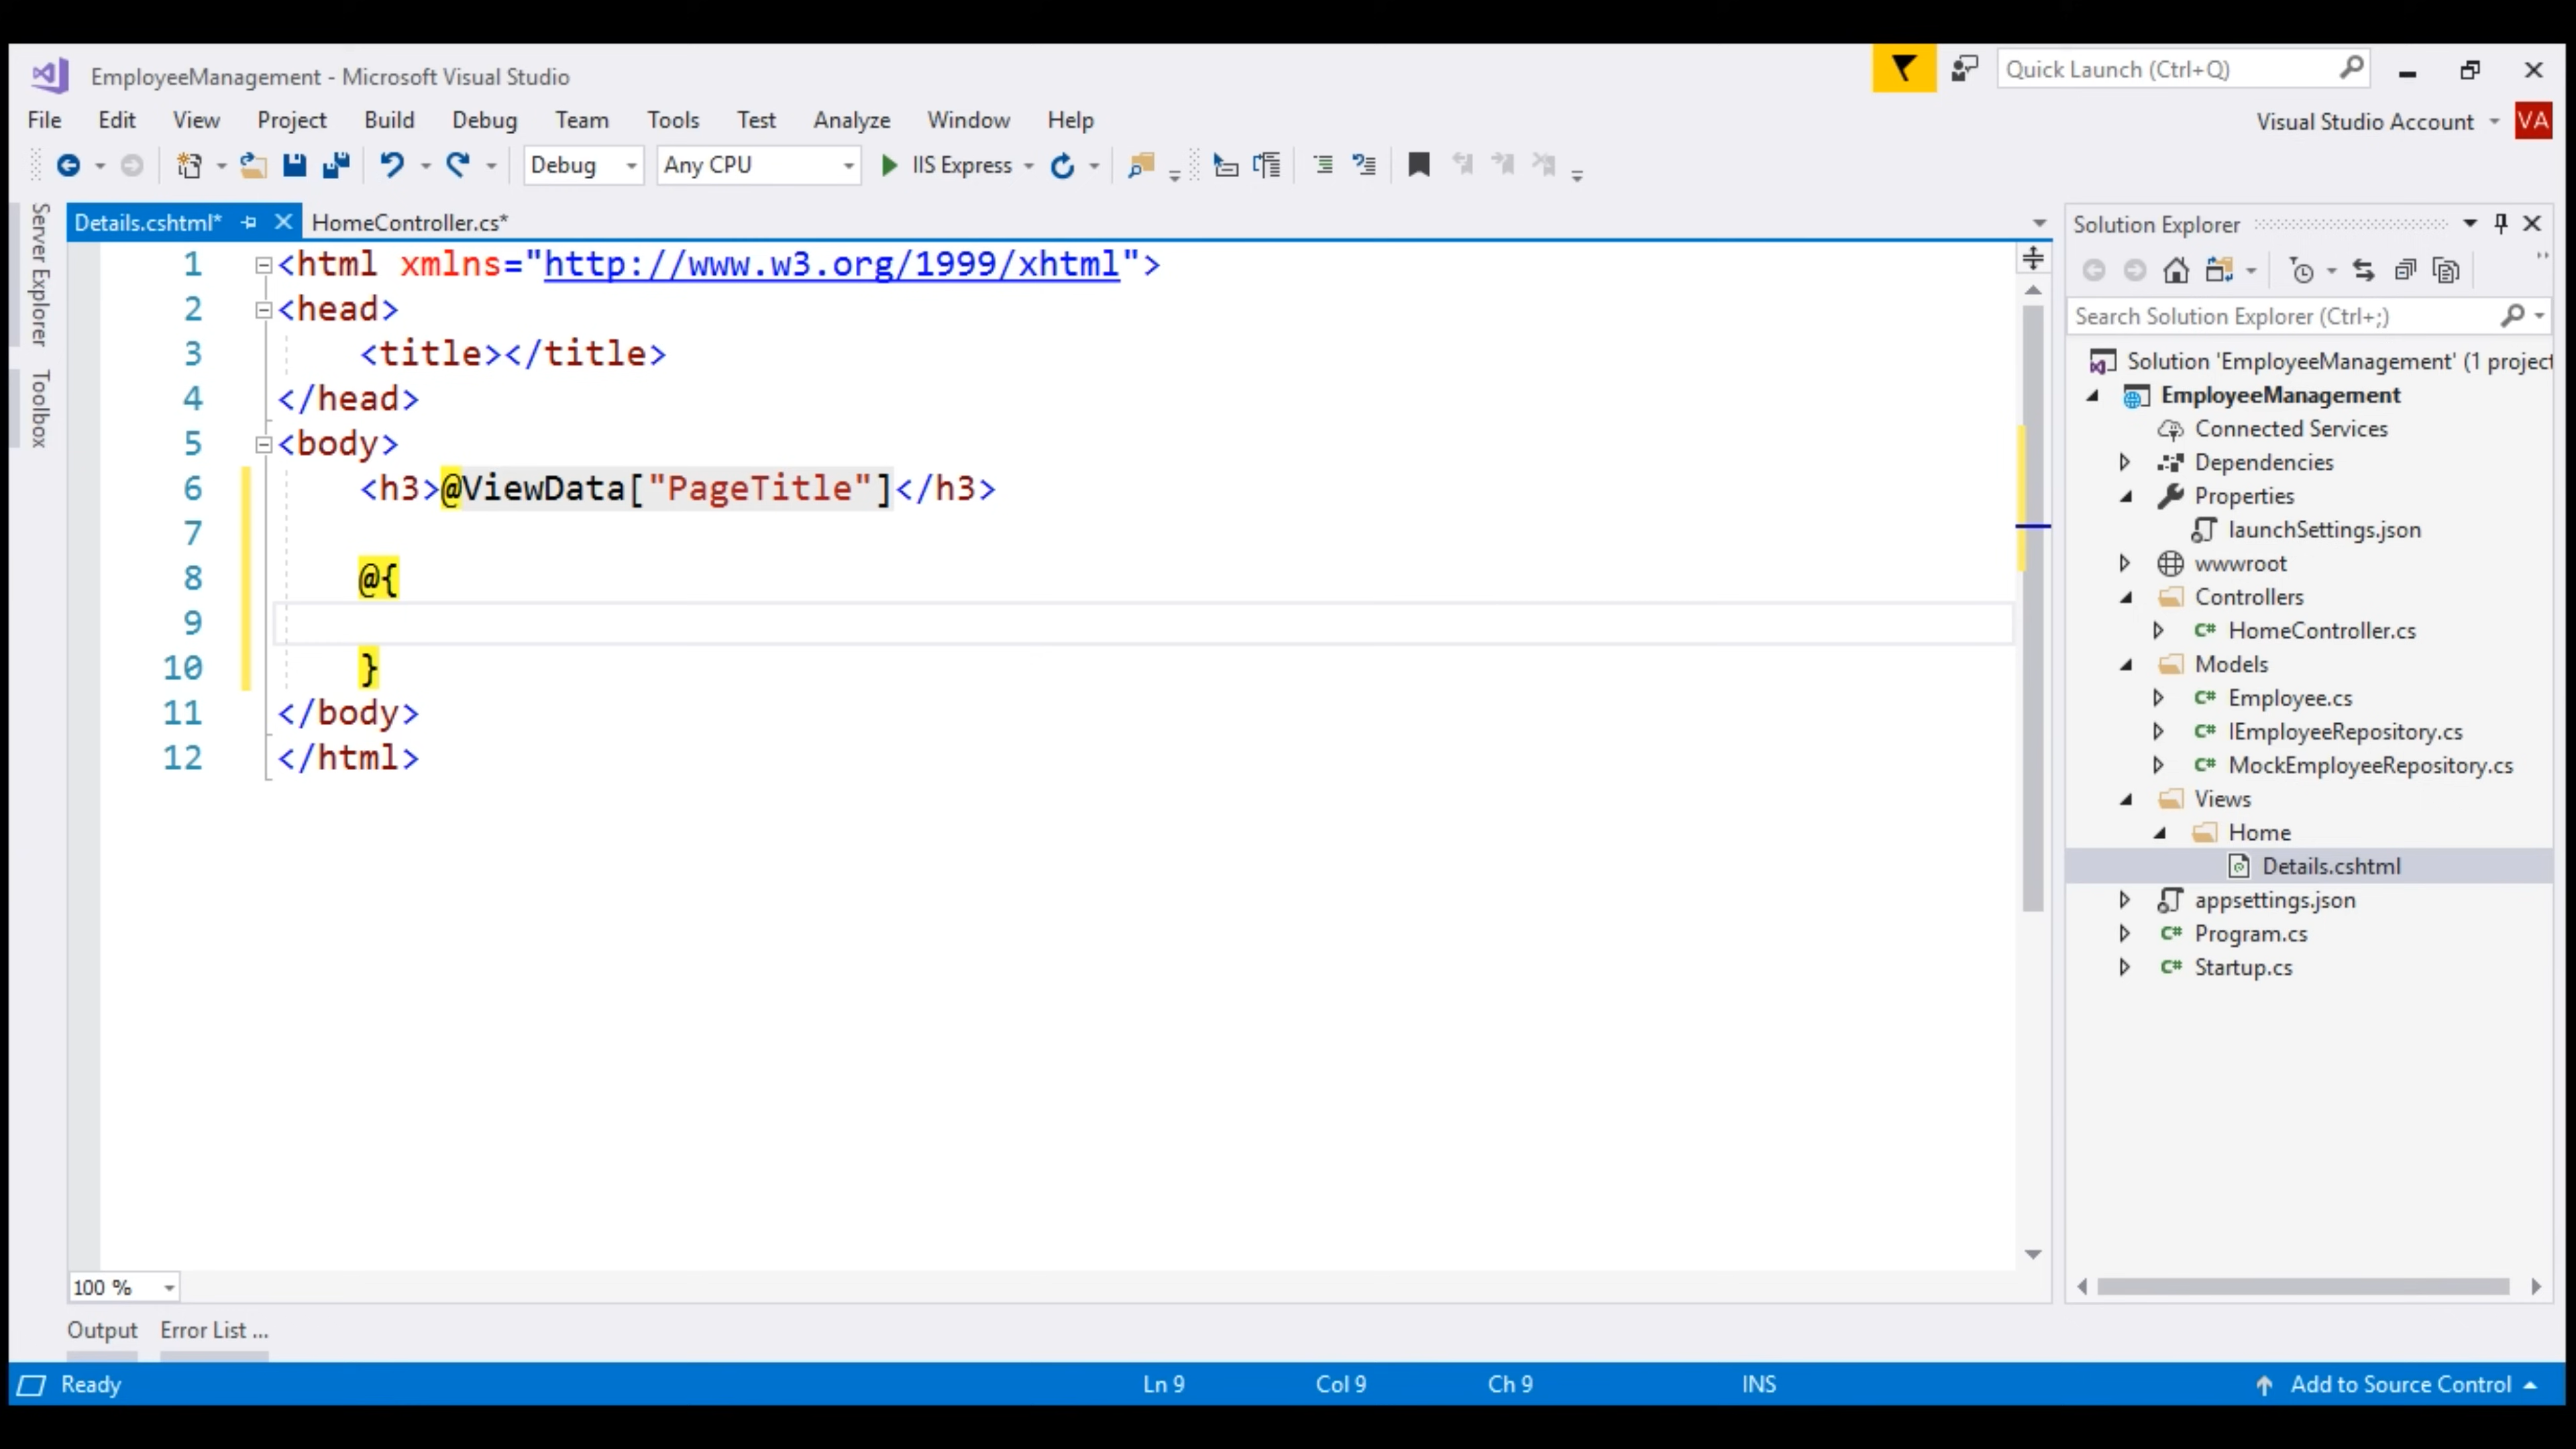 EmployeeManagement - Microsoft Visual Studio
Quick Launch (Ctrl+Q)
File Edit View Project Build Debug Team Tools Test Analyze Window Help
Visual Studio Account VA
Debug Any CPU IIS Express
Server Explorer
Toolbox
Details.cshtml* HomeController.cs*
1 <html xmlns="http://www.w3.org/1999/xhtml">
2 <head>
3 <title></title>
4 </head>
5 <body>
6 <h3>@ViewData["PageTitle"]</h3>
7
8 @{
9
10 }
11 </body>
12 </html>
100 %
Solution Explorer
Search Solution Explorer (Ctrl+;)
Solution 'EmployeeManagement' (1 project
EmployeeManagement
Connected Services
Dependencies
Properties
launchSettings.json
wwwroot
Controllers
C# HomeController.cs
Models
C# Employee.cs
C# IEmployeeRepository.cs
C# MockEmployeeRepository.cs
Views
Home
Details.cshtml
appsettings.json
C# Program.cs
C# Startup.cs
Output Error List ...
Ready Ln 9 Col 9 Ch 9 INS Add to Source Control